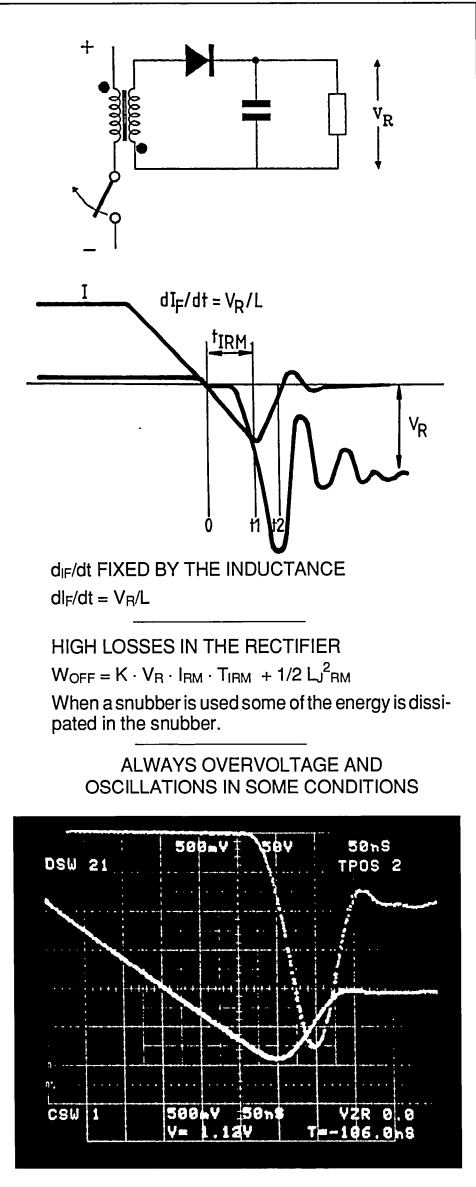 +
V_R
−
I
dI_F/dt = V_R/L
t_IRM
V_R
0 t1 t2
d_IF/dt FIXED BY THE INDUCTANCE
dI_F/dt = V_R/L
HIGH LOSSES IN THE RECTIFIER
W_OFF = K · V_R · I_RM · T_IRM + 1/2 L_J²_RM
When a snubber is used some of the energy is dissi-
pated in the snubber.
ALWAYS OVERVOLTAGE AND
OSCILLATIONS IN SOME CONDITIONS
500mV 50V 50nS
DSW 21 TPOS 2
CSW 1 500mV 50nS VZR 0.0
V= 1.12V T=-106.0nS